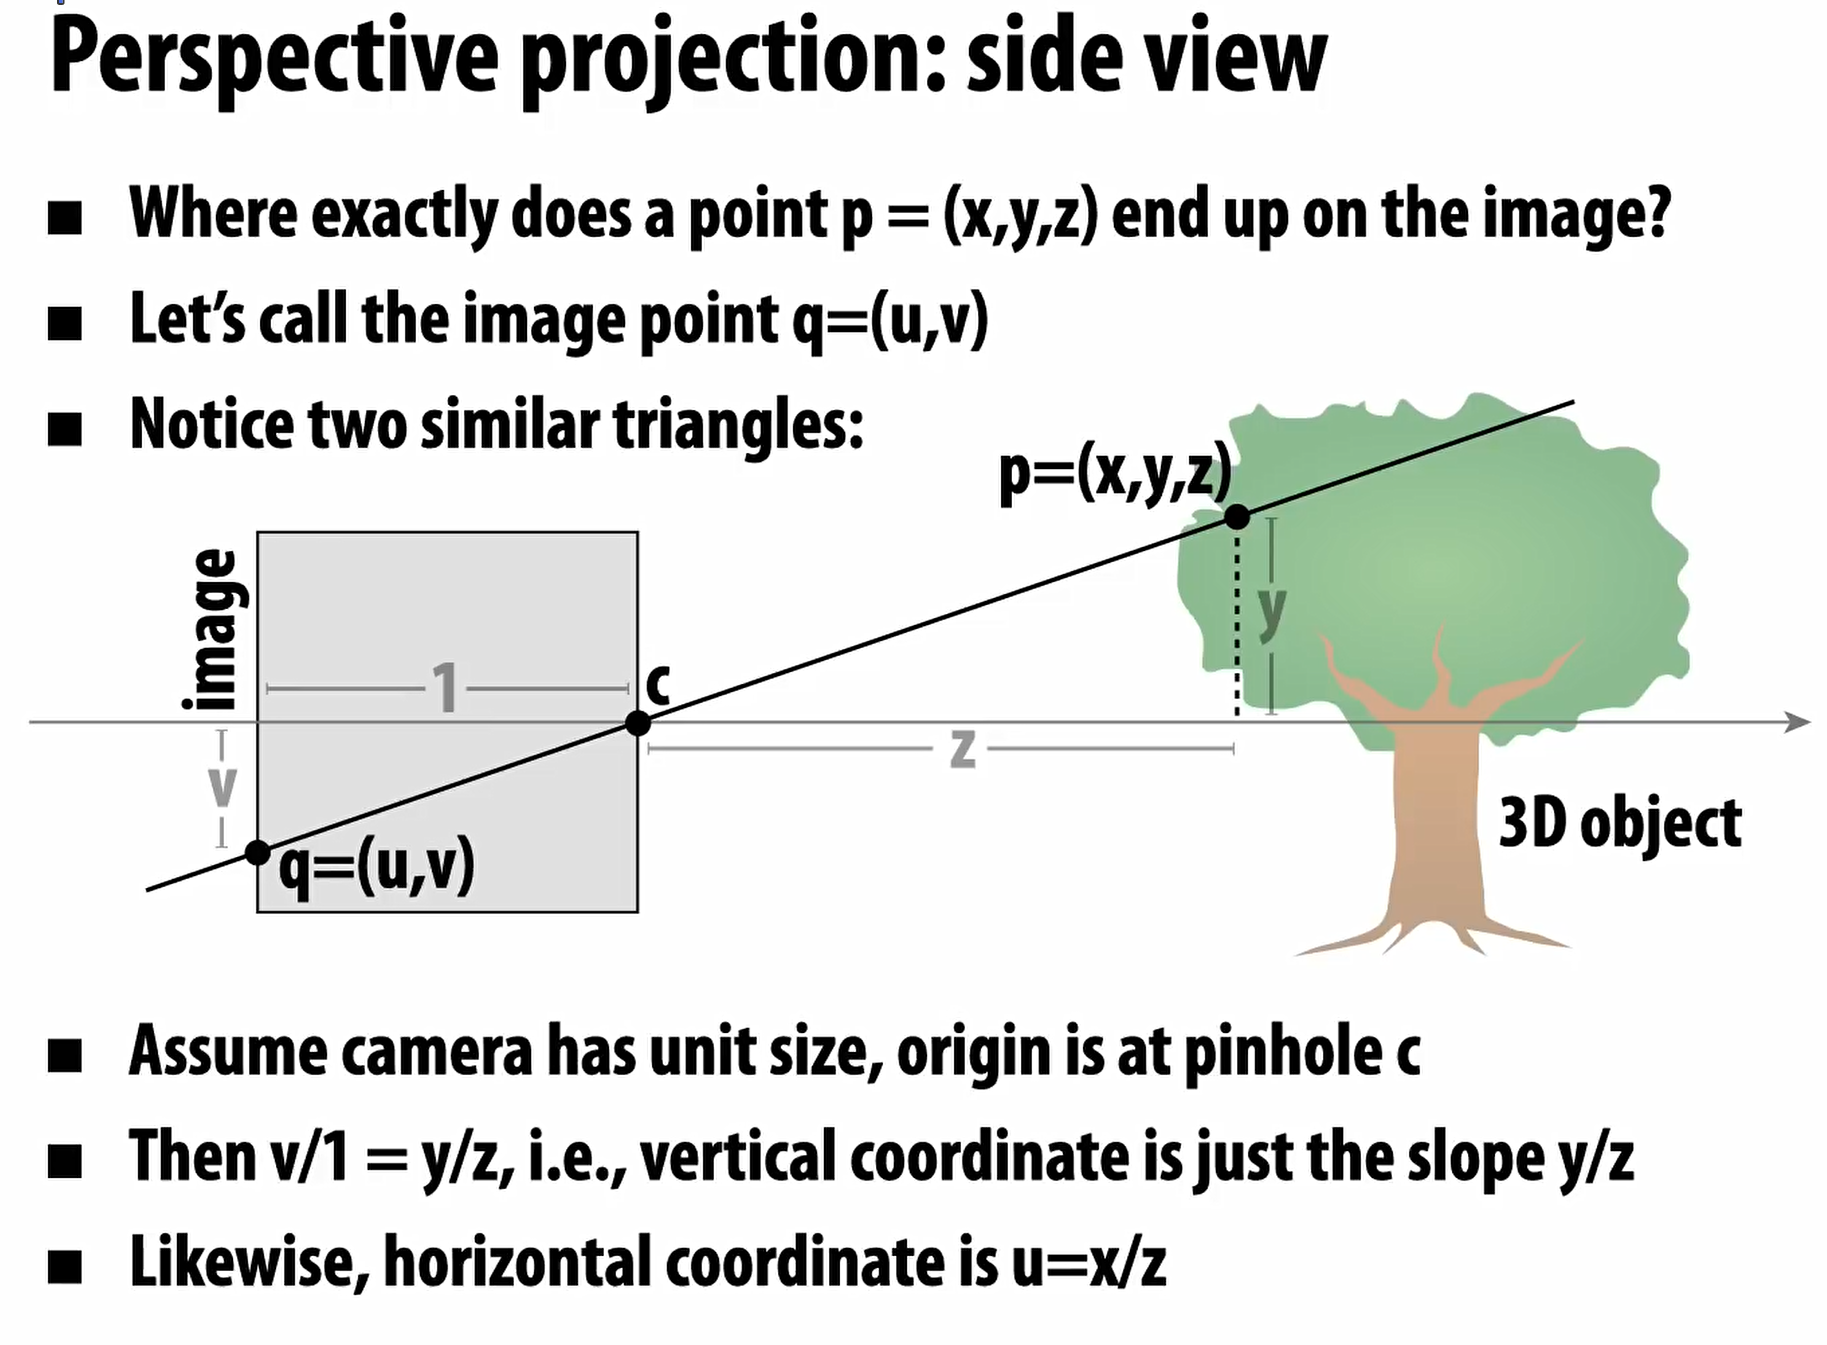 Perspective projection: side view
■ Where exactly does a point p = (x,y,z) end up on the image?
■ Let’s call the image point q=(u,v)
■ Notice two similar triangles:
p=(x,y,z)
image
y
1
c
z
v
q=(u,v)
3D object
■ Assume camera has unit size, origin is at pinhole c
■ Then v/1 = y/z, i.e., vertical coordinate is just the slope y/z
■ Likewise, horizontal coordinate is u=x/z